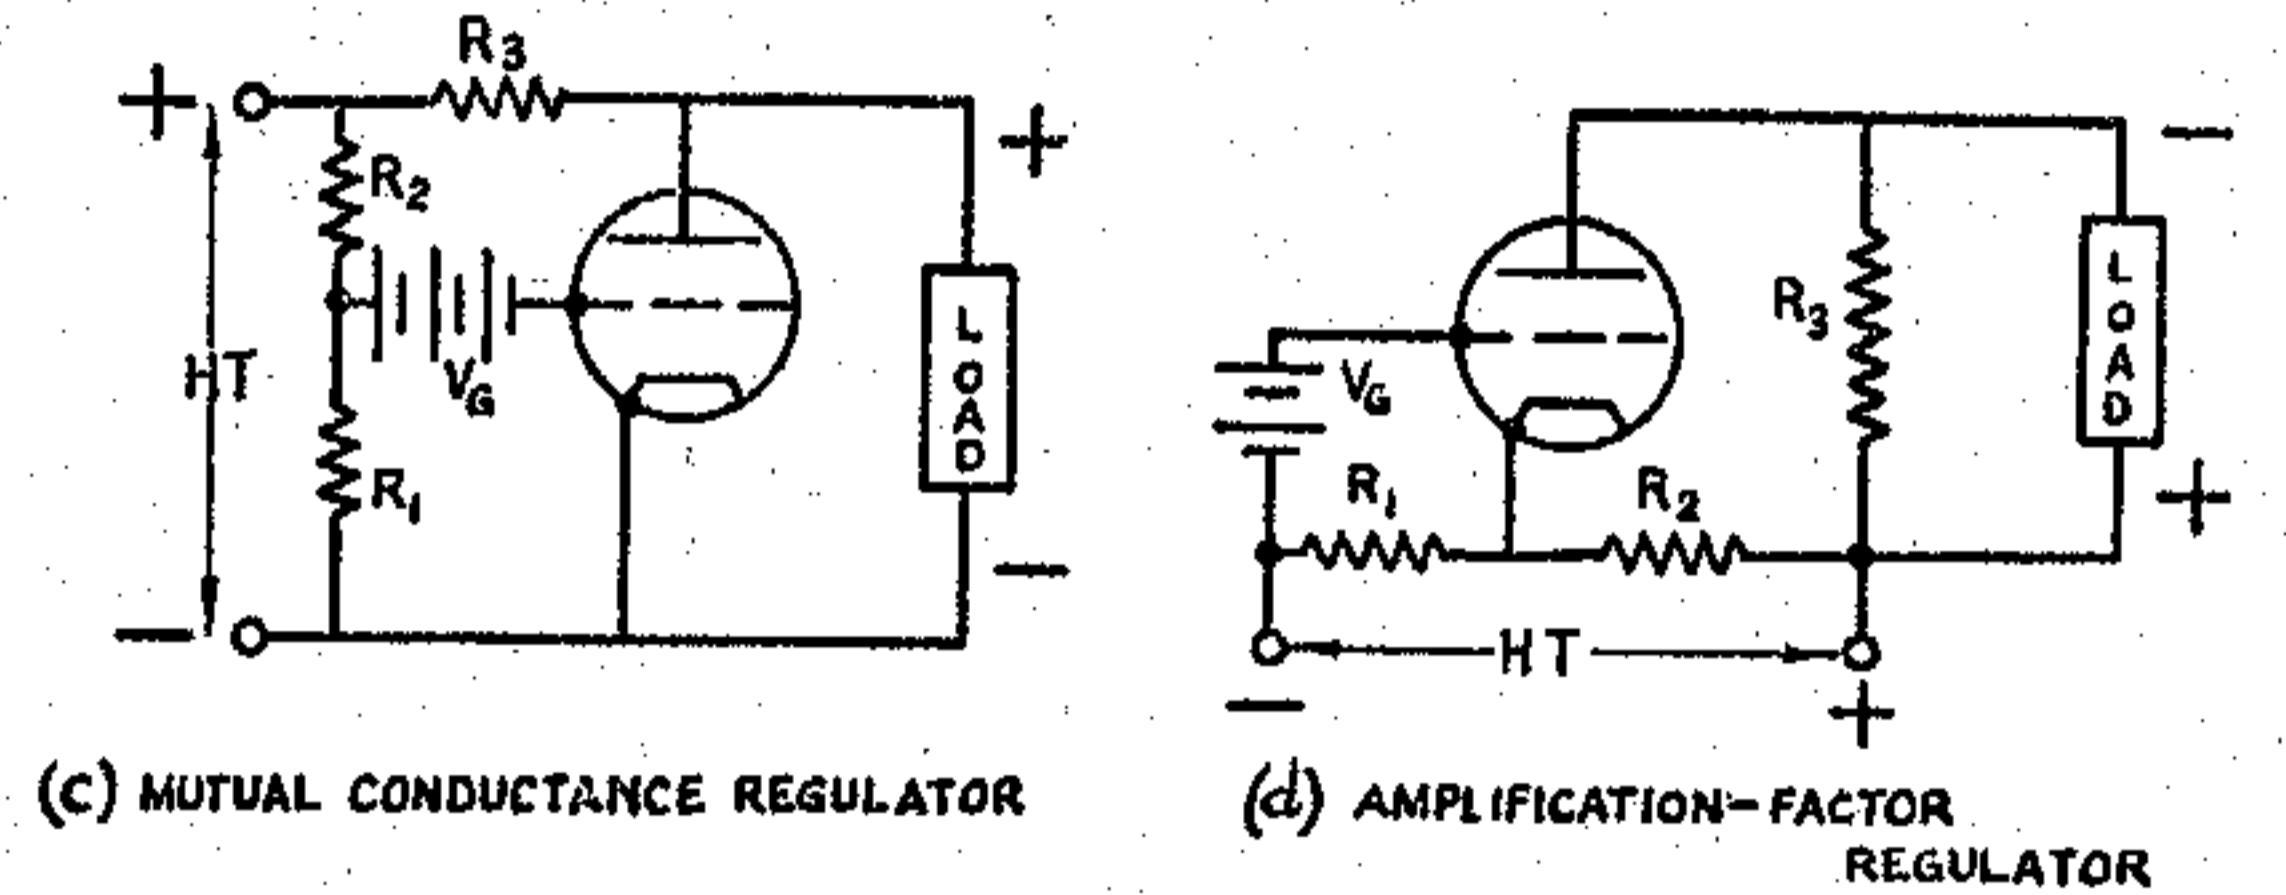 R3
+
+
R2
HT
VG
LOAD
R1
−
−
(c) MUTUAL CONDUCTANCE REGULATOR
−
R3
LOAD
VG
R1
R2
+
HT
−
+
(d) AMPLIFICATION-FACTOR
REGULATOR